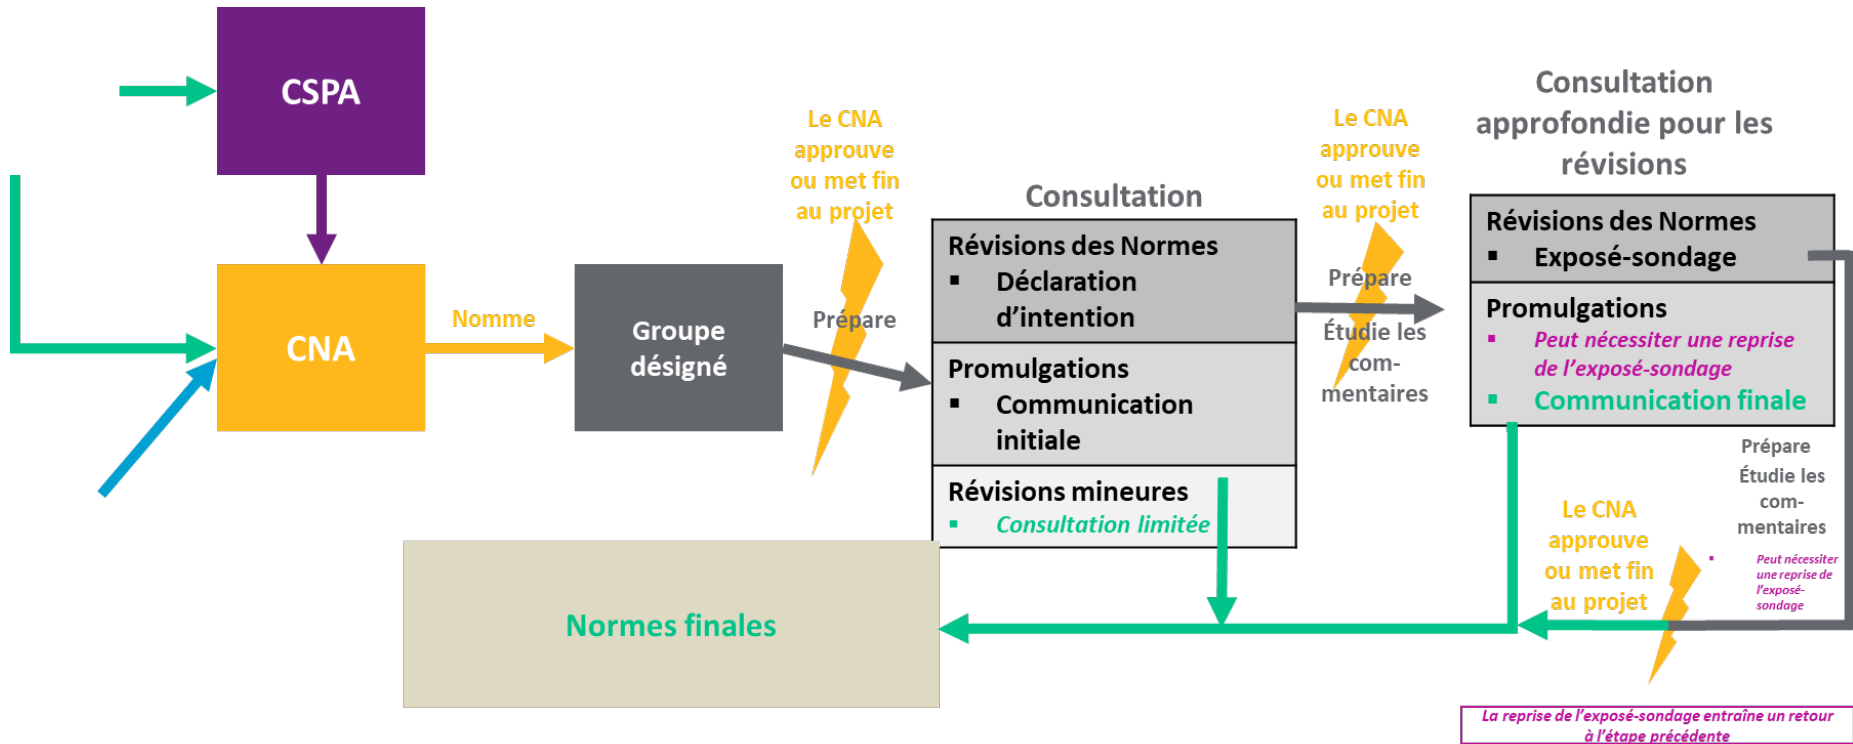 CSPA
CNA
Nomme
Groupe
désigné
Le CNA
approuve
ou met fin
au projet
Prépare
Consultation
Révisions des Normes
▪ Déclaration
d’intention
Promulgations
▪ Communication
initiale
Révisions mineures
▪ Consultation limitée
Le CNA
approuve
ou met fin
au projet
Prépare
Étudie les
com-
mentaires
Consultation
approfondie pour les
révisions
Révisions des Normes
▪ Exposé-sondage
Promulgations
▪ Peut nécessiter une reprise
de l’exposé-sondage
▪ Communication finale
Prépare
Étudie les
com-
mentaires
▪ Peut nécessiter
une reprise de
l’exposé-
sondage
Le CNA
approuve
ou met fin
au projet
Normes finales
La reprise de l’exposé-sondage entraîne un retour
à l’étape précédente